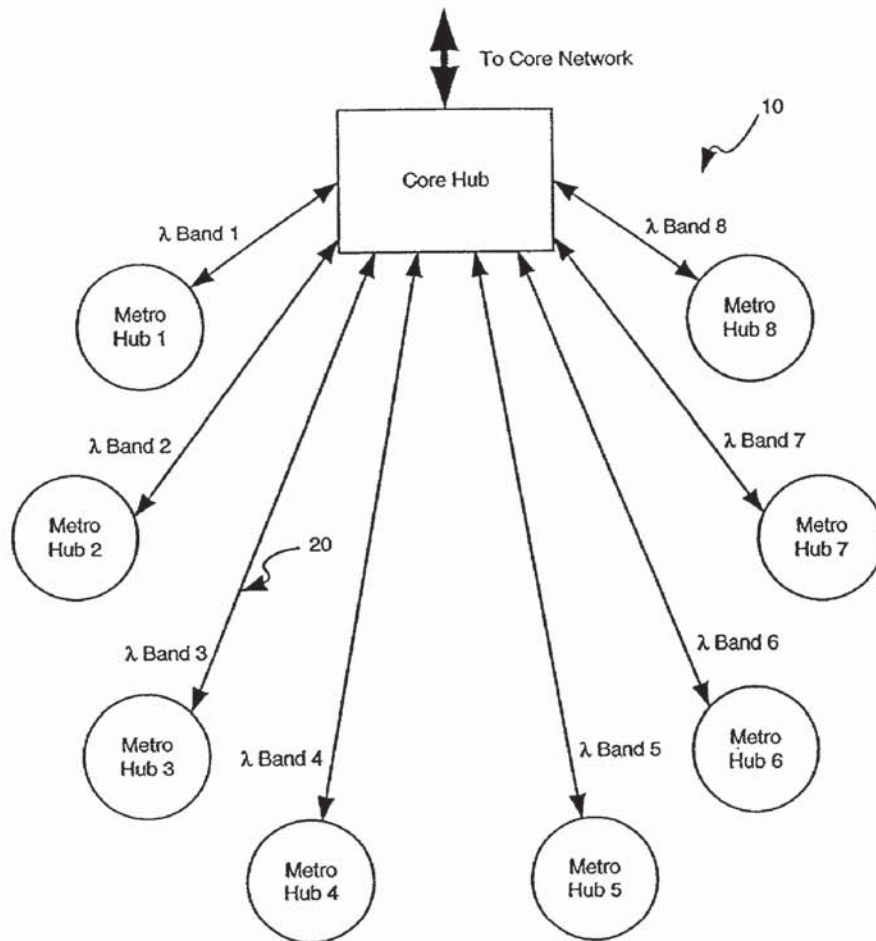 To Core Network
10
Core Hub
λ Band 1
λ Band 8
Metro
Hub 1
Metro
Hub 8
λ Band 2
λ Band 7
Metro
Hub 2
Metro
Hub 7
20
λ Band 3
λ Band 6
Metro
Hub 3
Metro
Hub 6
λ Band 4
λ Band 5
Metro
Hub 4
Metro
Hub 5